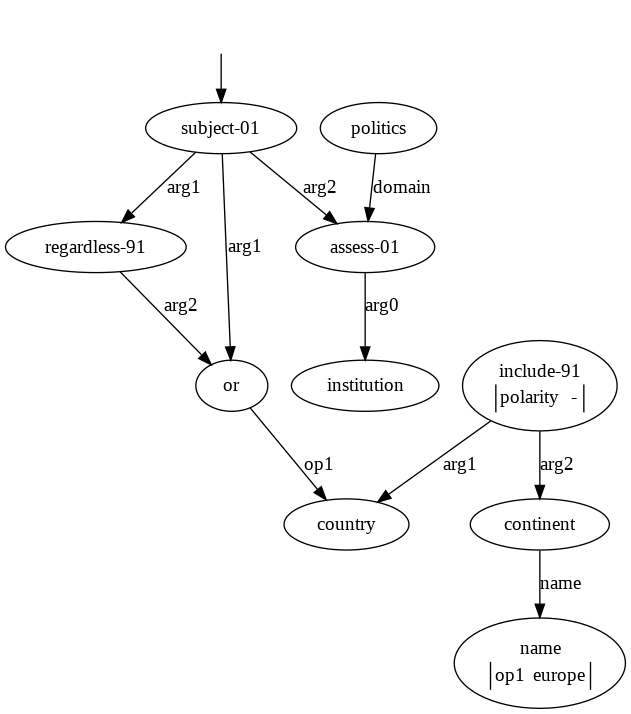 subject-01
politics
arg1
arg2
domain
regardless-91
arg1
assess-01
arg2
arg0
or
institution
include-91
polarity -
op1
arg1
arg2
country
continent
name
name
op1 europe